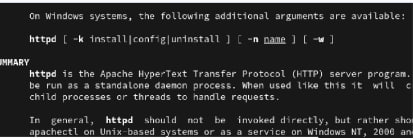 On Windows systems, the following additional arguments are available:
httpd [ -k install|config|uninstall ] [ -n name ] [ -w ]
UMMARY
httpd is the Apache HyperText Transfer Protocol (HTTP) server program.
be run as a standalone daemon process. When used like this it will c
child processes or threads to handle requests.
In general, httpd should not be invoked directly, but rather shou
apachectl on Unix-based systems or as a service on Windows NT, 2000 an